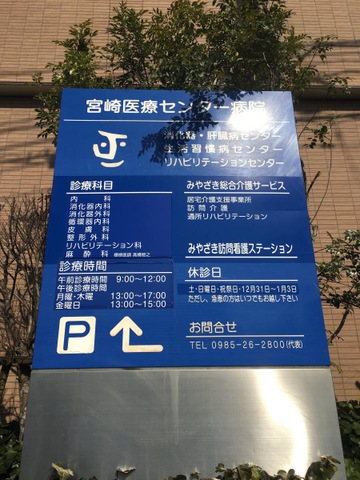 宮崎医療センター病院
消化器・肝臓病センター
生活習慣病センター
リハビリテーションセンター
診療科目
内科
消化器内科
消化器外科
循環器内科
皮膚科
整形外科
リハビリテーション科
麻酔科
診療時間
午前診療時間 9:00〜12:00
午後診療時間
月曜-木曜 13:00〜17:00
金曜日 13:00〜15:00
みやざき総合介護サービス
居宅介護支援事業所
訪問介護
通所リハビリテーション
みやざき訪問看護ステーション
休診日
土・日曜日・祝祭日・12月31日〜1月3日
ただし、急患の方はいつでもお越し下さい
お問合せ
TEL 0985-26-2800(代表)
P